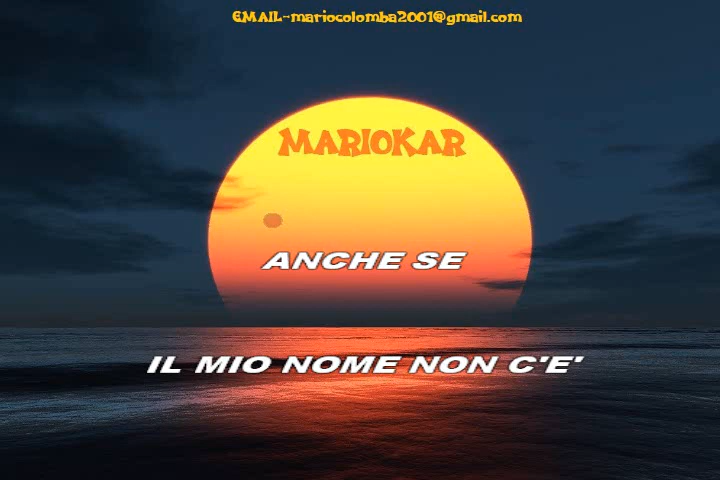 EMAIL-mariocolomba2001@gmail.com
MARIOKAR
ANCHE SE
IL MIO NOME NON C'E'